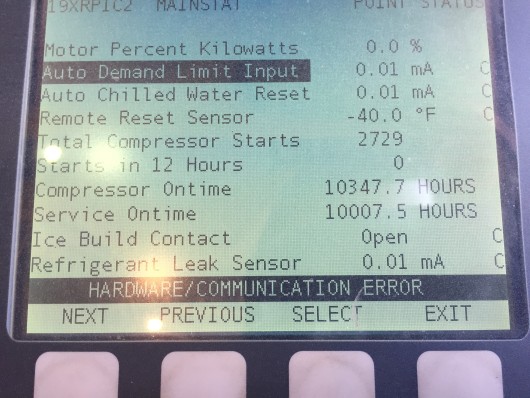 19XRPIC2 MAINSTAT POINT STATUS
Motor Percent Kilowatts 0.0 %
Auto Demand Limit Input 0.01 mA C
Auto Chilled Water Reset 0.01 mA C
Remote Reset Sensor -40.0 °F C
Total Compressor Starts 2729
Starts in 12 Hours 0
Compressor Ontime 10347.7 HOURS
Service Ontime 10007.5 HOURS
Ice Build Contact Open C
Refrigerant Leak Sensor 0.01 mA C
HARDWARE/COMMUNICATION ERROR
NEXT PREVIOUS SELECT EXIT